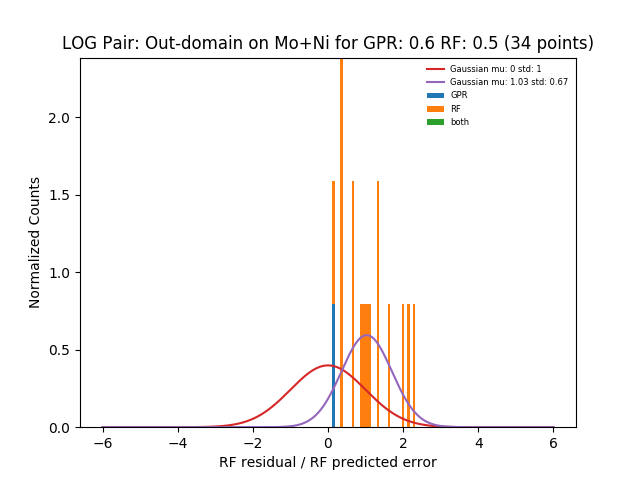 LOG Pair: Out-domain on Mo+Ni for GPR: 0.6 RF: 0.5 (34 points)
Gaussian mu: 0 std: 1
Gaussian mu: 1.03 std: 0.67
GPR
RF
both
Normalized Counts
2.0
1.5
1.0
0.5
0.0
−6 −4 −2 0 2 4 6
RF residual / RF predicted error